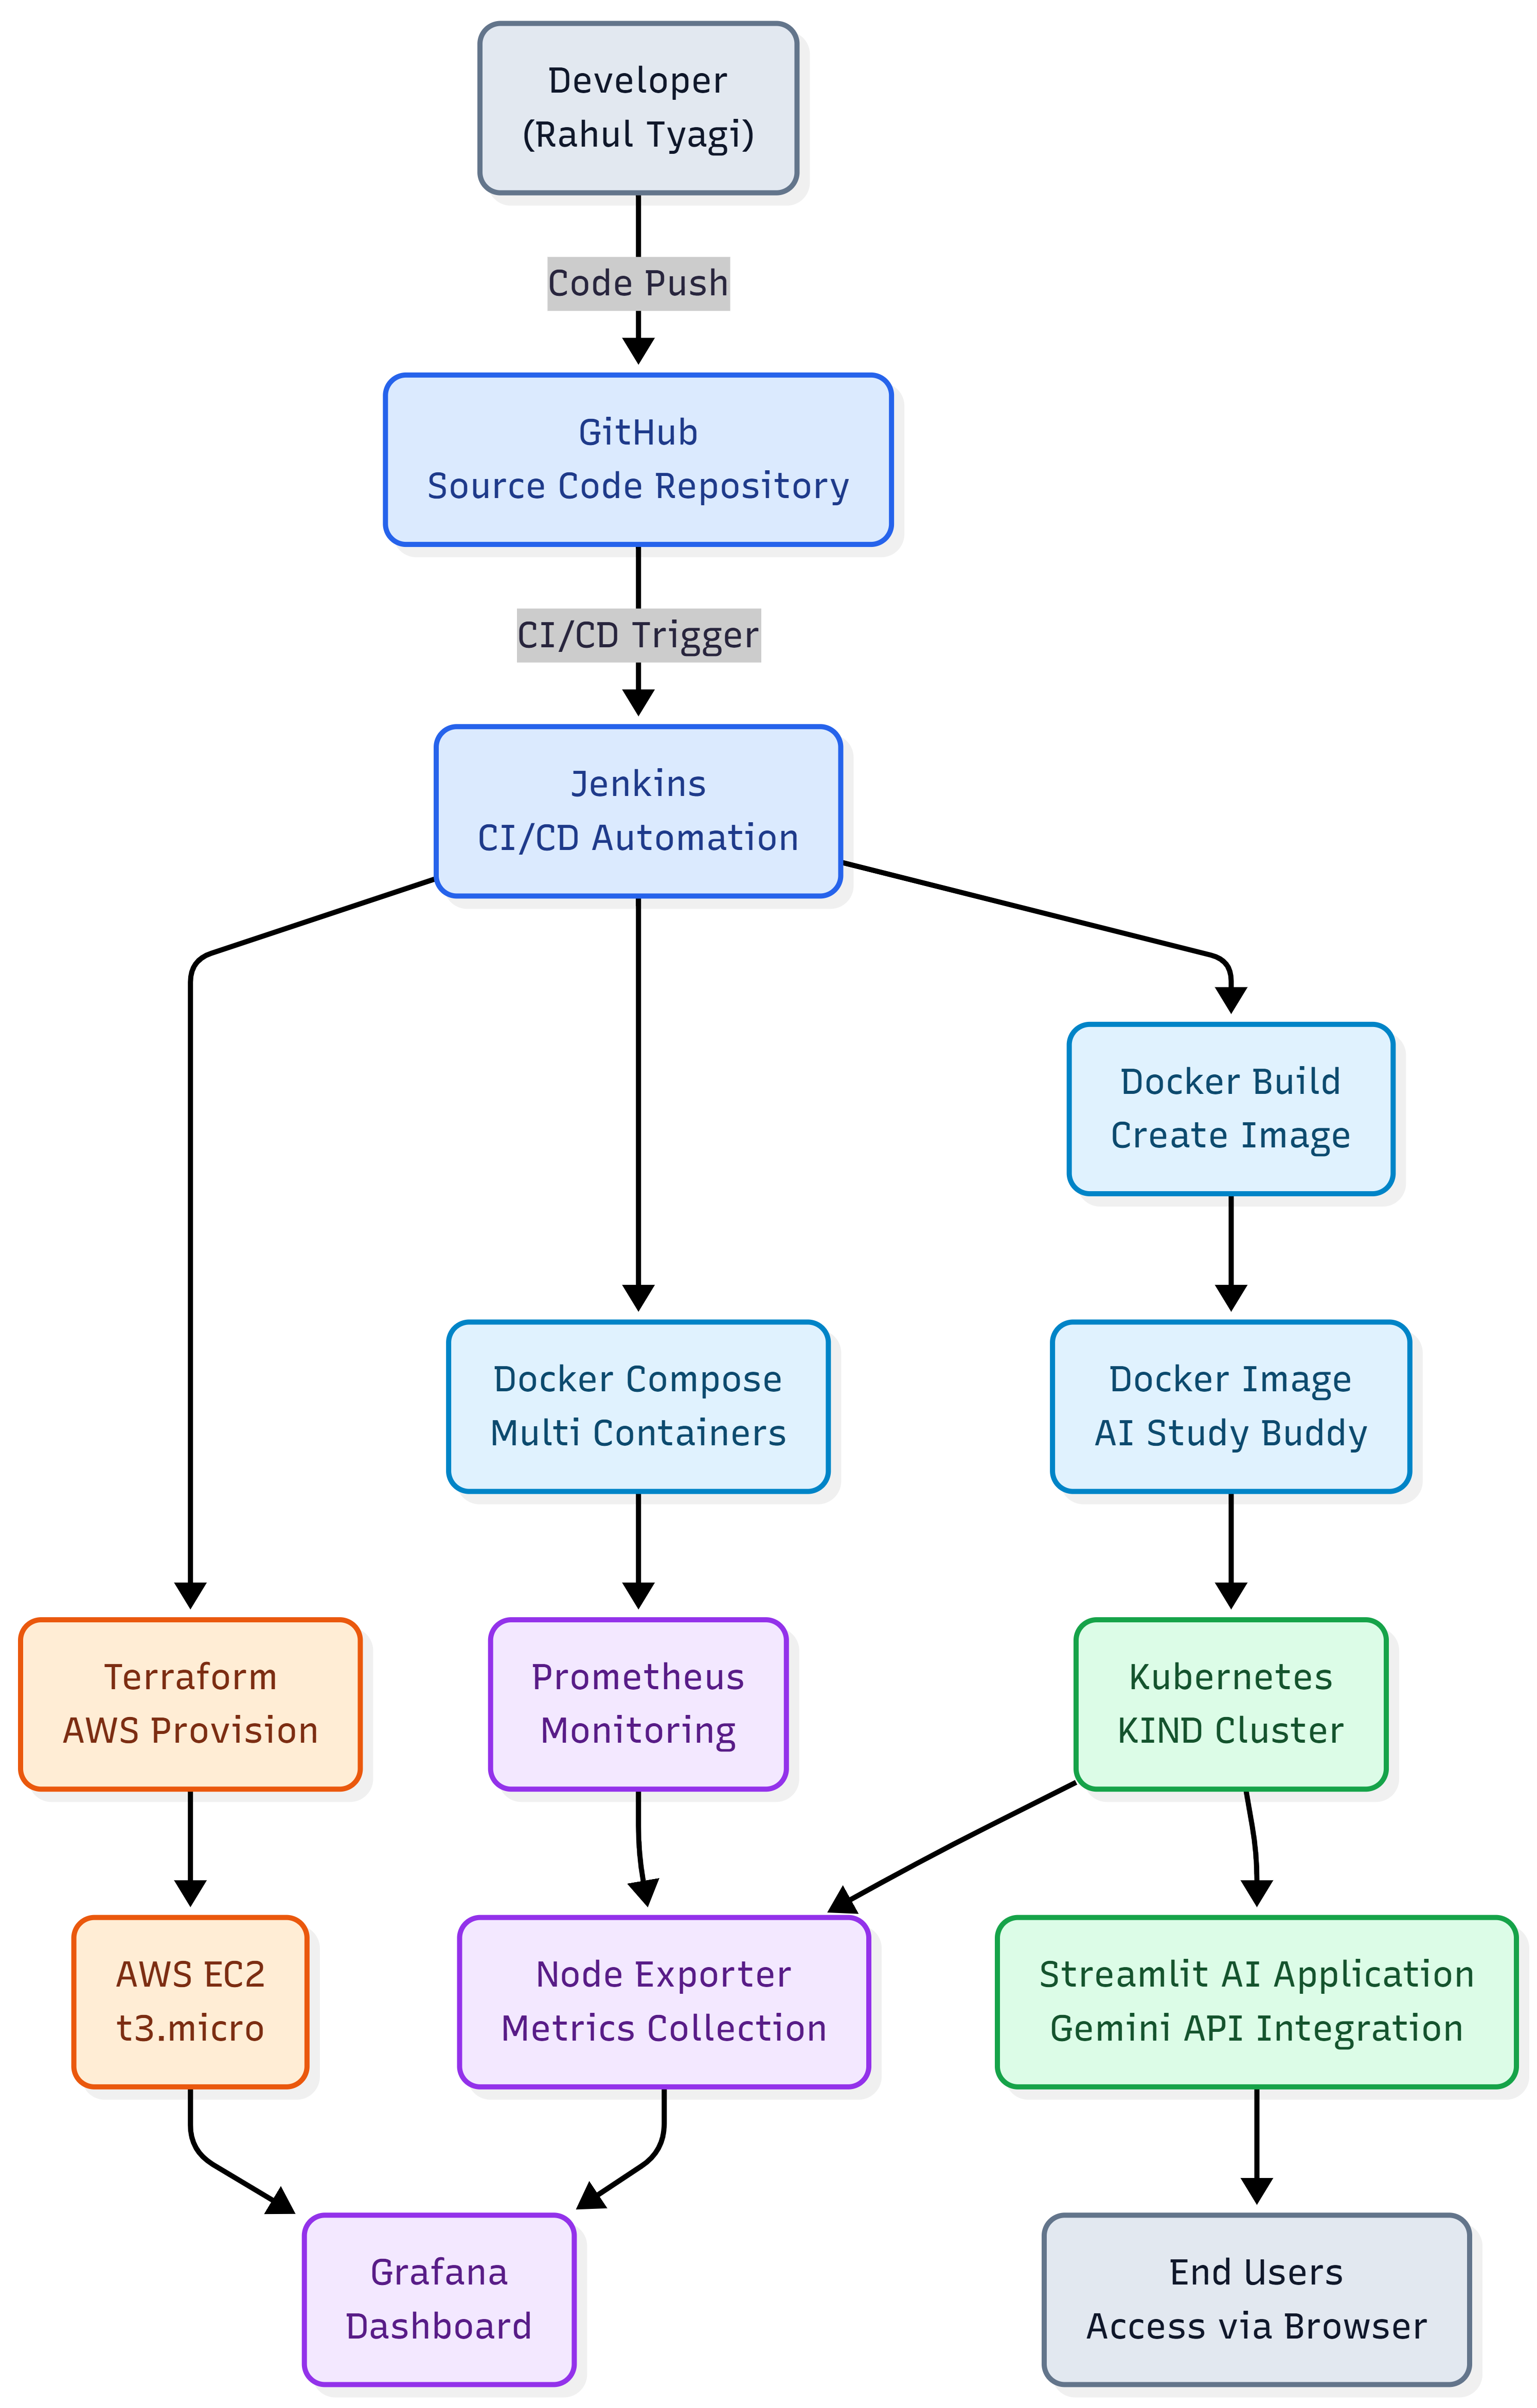 Developer
(Rahul Tyagi)
Code Push
GitHub
Source Code Repository
CI/CD Trigger
Jenkins
CI/CD Automation
Docker Build
Create Image
Docker Compose
Multi Containers
Docker Image
AI Study Buddy
Terraform
AWS Provision
Prometheus
Monitoring
Kubernetes
KIND Cluster
AWS EC2
t3.micro
Node Exporter
Metrics Collection
Streamlit AI Application
Gemini API Integration
Grafana
Dashboard
End Users
Access via Browser